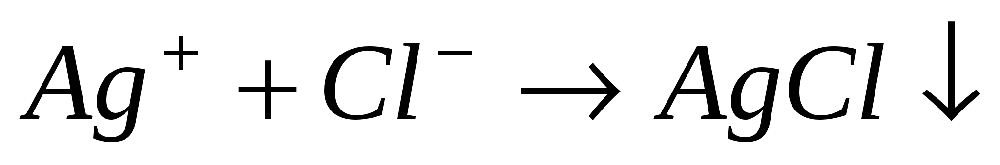 Ag⁺ + Cl⁻ → AgCl ↓